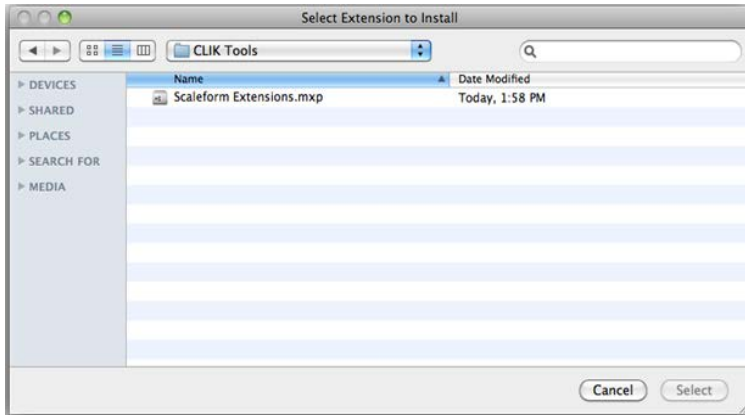 Select Extension to Install
CLIK Tools
DEVICES
SHARED
PLACES
SEARCH FOR
MEDIA
Name Date Modified
Scaleform Extensions.mxp Today, 1:58 PM
Cancel Select